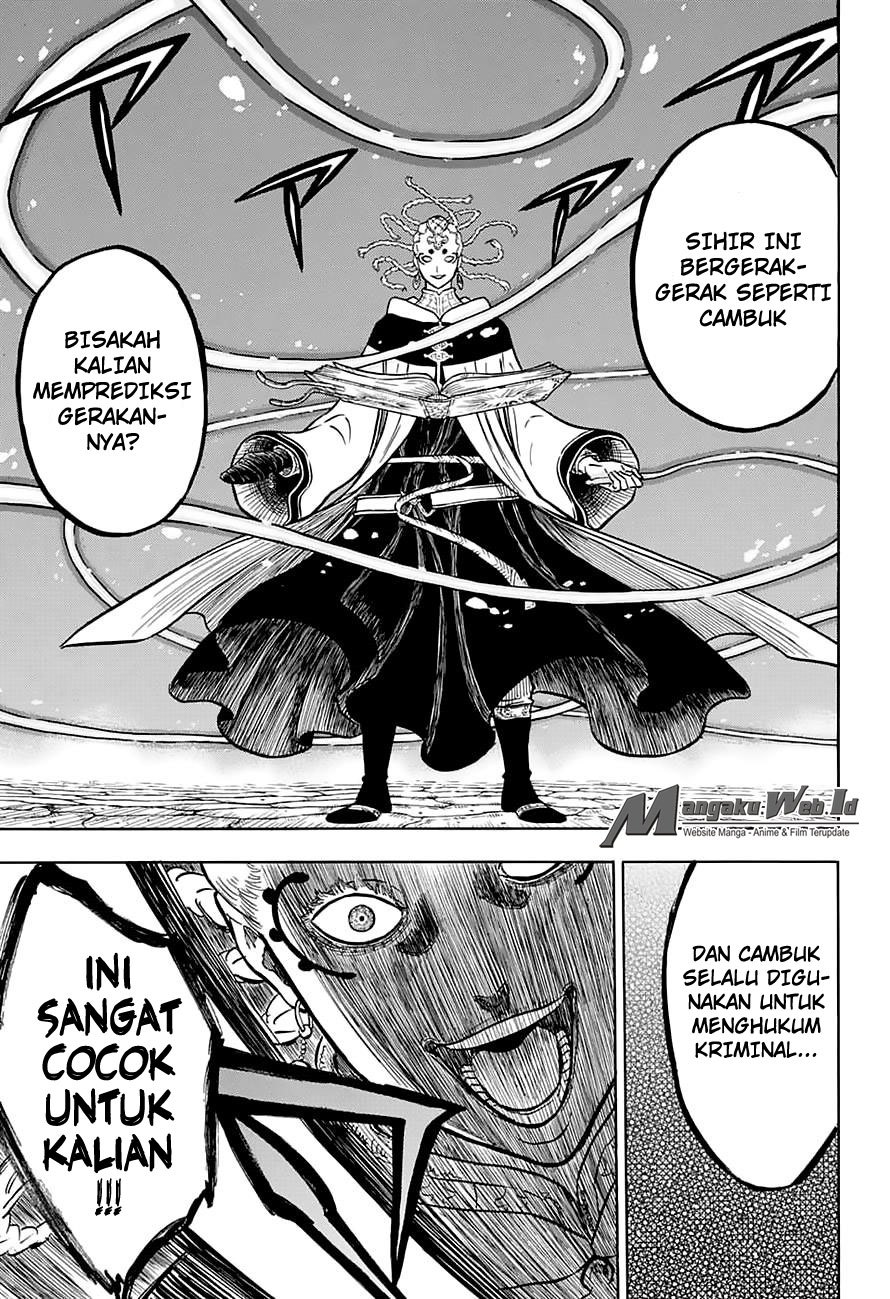 SIHIR INI
BERGERAK-
GERAK SEPERTI
CAMBUK
BISAKAH
KALIAN
MEMPREDIKSI
GERAKAN-
NYA?
Mangaku Web Id
Website Manga - Anime & Film Terupdate
DAN CAMBUK
SELALU DIGU-
NAKAN UNTUK
MENGHUKUM
KRIMINAL...
INI
SANGAT
COCOK
UNTUK
KALIAN
!!!